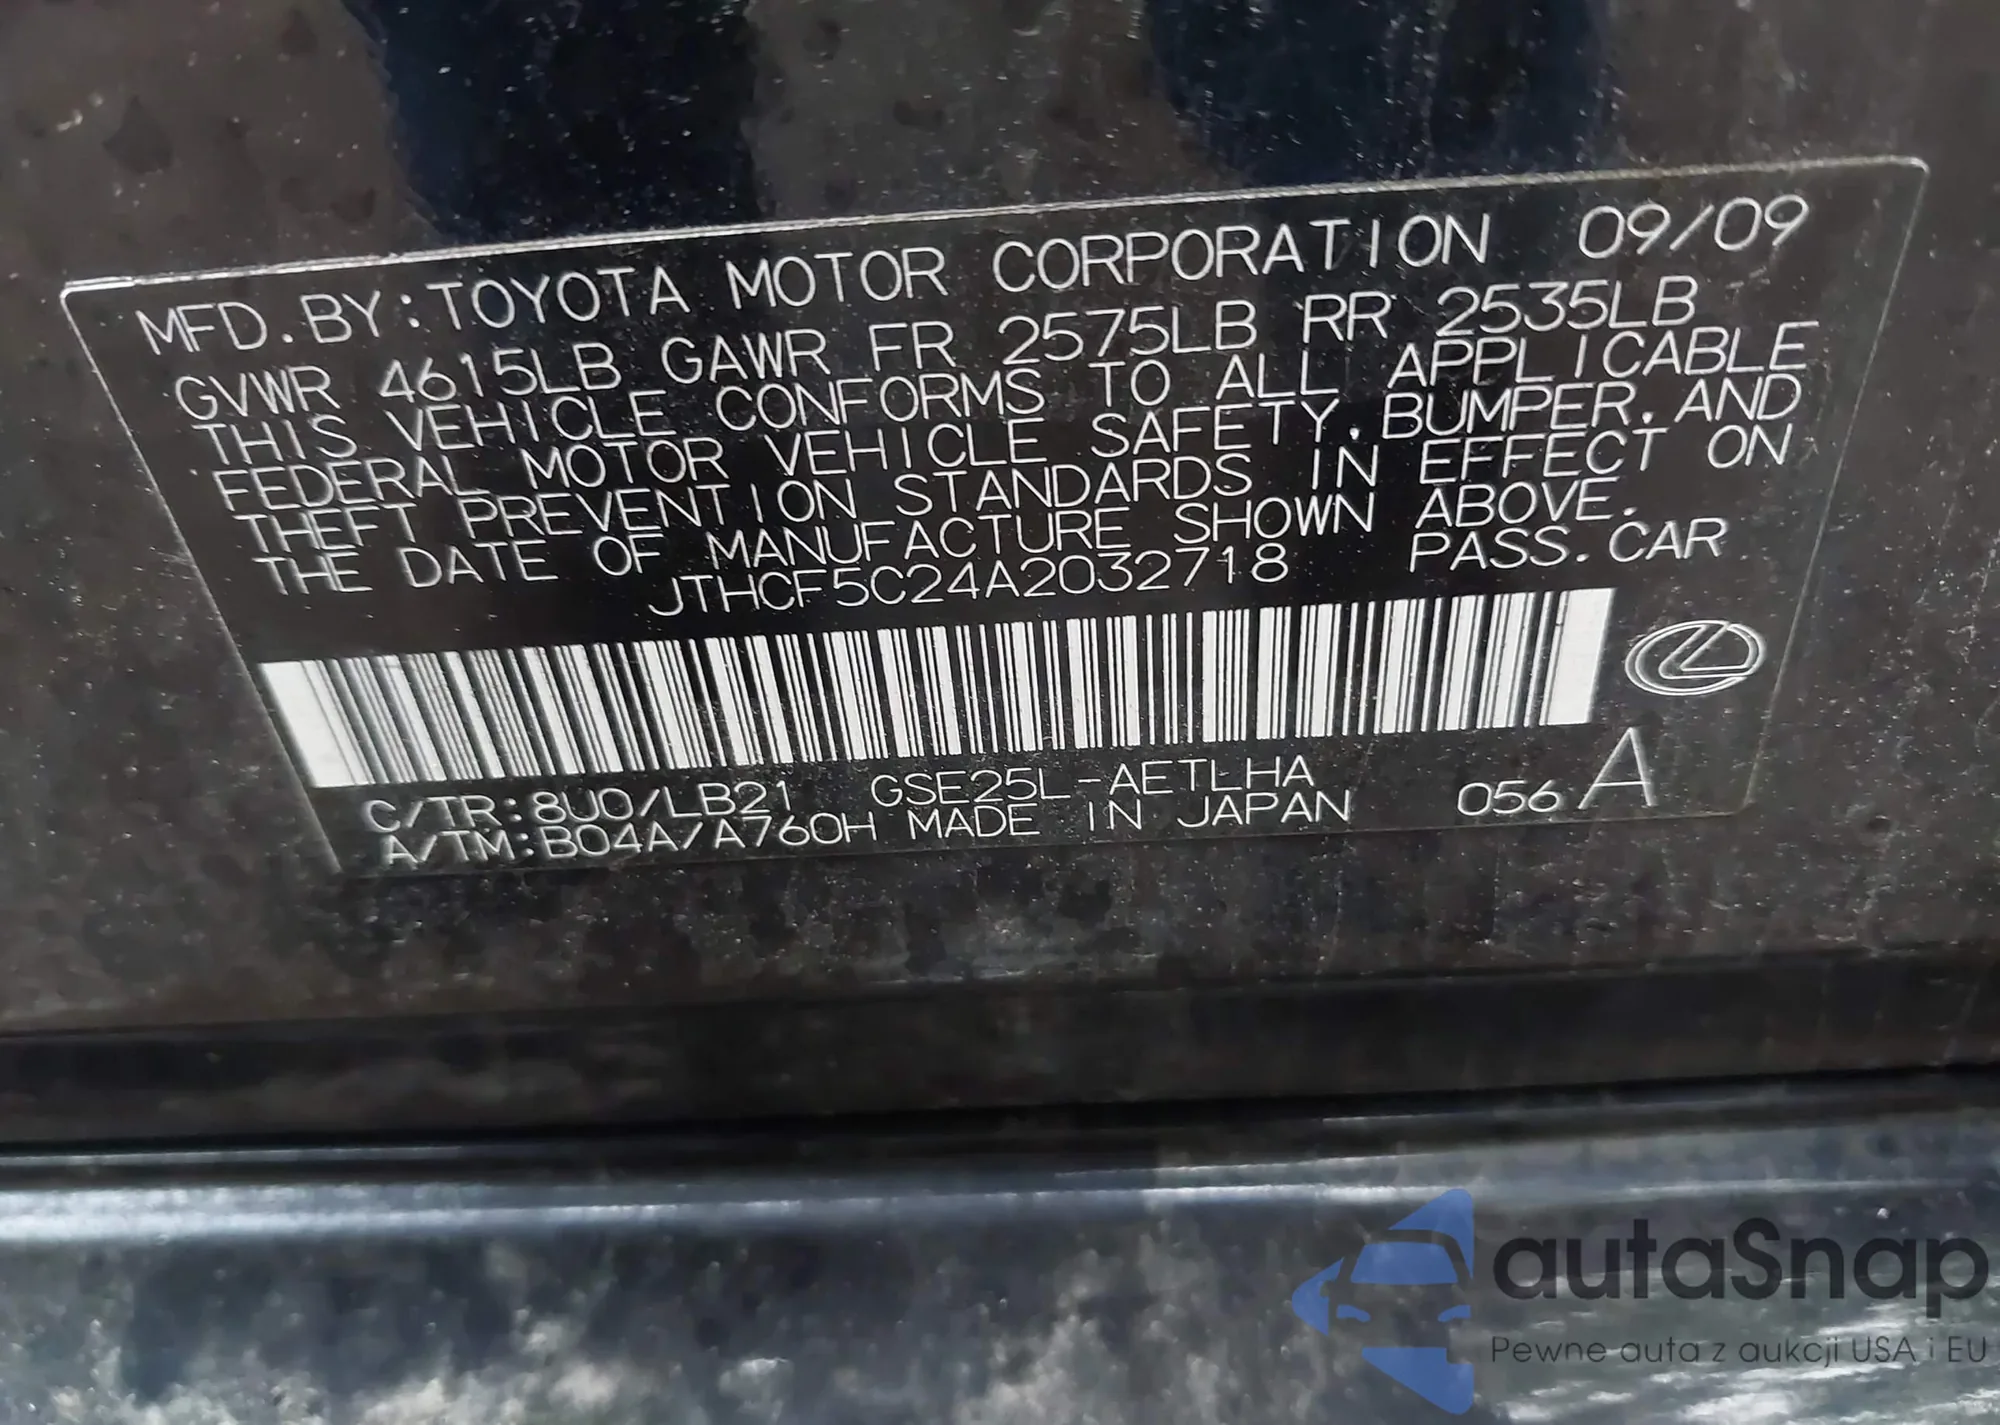 MFD.BY:TOYOTA MOTOR CORPORATION 09/09
GVWR 4615LB GAWR FR 2575LB RR 2535LB
THIS VEHICLE CONFORMS TO ALL APPLICABLE
FEDERAL MOTOR VEHICLE SAFETY, BUMPER, AND
THEFT PREVENTION STANDARDS IN EFFECT ON
THE DATE OF MANUFACTURE SHOWN ABOVE.
JTHCF5C24A2032718 PASS.CAR
C/TR:8U0/LB21 GSE25L-AETLHA
A/TM:B04A/A760H MADE IN JAPAN 056 A
autaSnap
Pewne auta z aukcji USA i EU